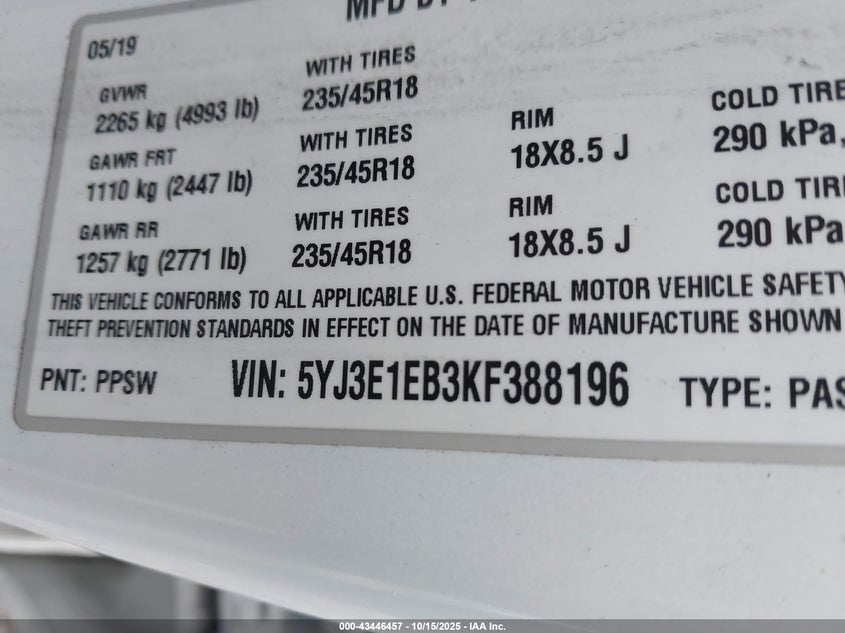 MFD BY
05/19
GVWR
2265 kg (4993 lb)
WITH TIRES
235/45R18
GAWR FRT
1110 kg (2447 lb)
WITH TIRES
235/45R18
RIM
18X8.5 J
COLD TIRE
290 kPa,
GAWR RR
1257 kg (2771 lb)
WITH TIRES
235/45R18
RIM
18X8.5 J
COLD TIRE
290 kPa
THIS VEHICLE CONFORMS TO ALL APPLICABLE U.S. FEDERAL MOTOR VEHICLE SAFETY
THEFT PREVENTION STANDARDS IN EFFECT ON THE DATE OF MANUFACTURE SHOWN
PNT: PPSW VIN: 5YJ3E1EB3KF388196 TYPE: PAS
000-43446457 - 10/15/2025 - IAA Inc.